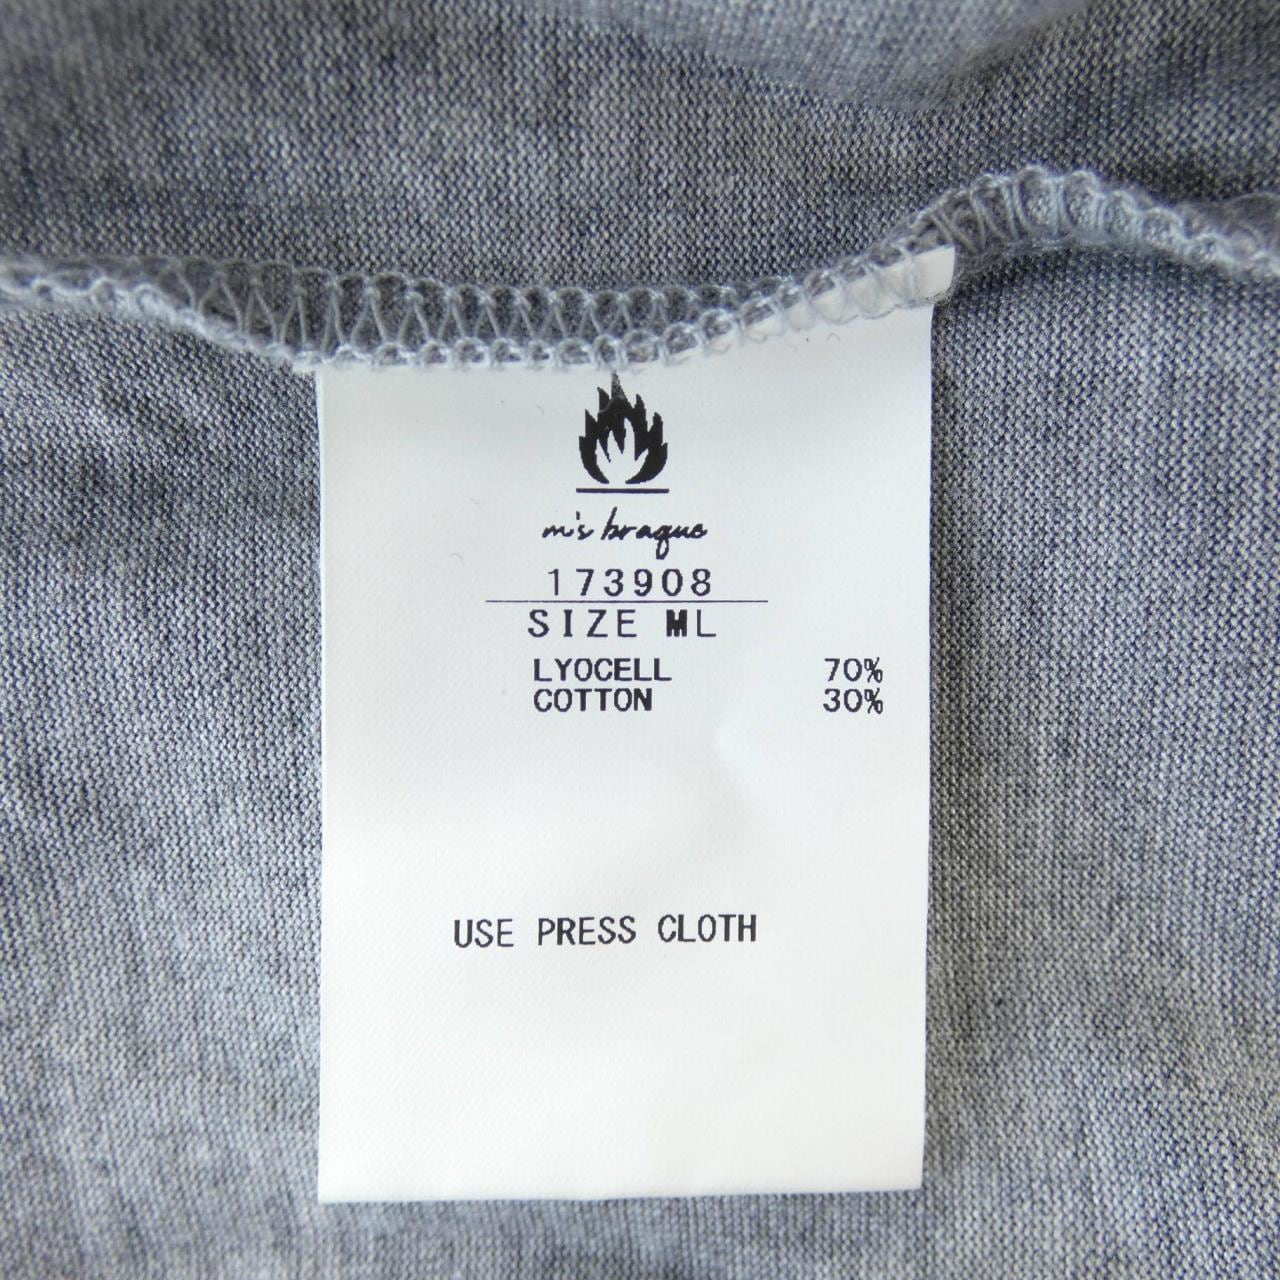 m's braque
173908
SIZE ML
LYOCELL 70%
COTTON 30%
USE PRESS CLOTH